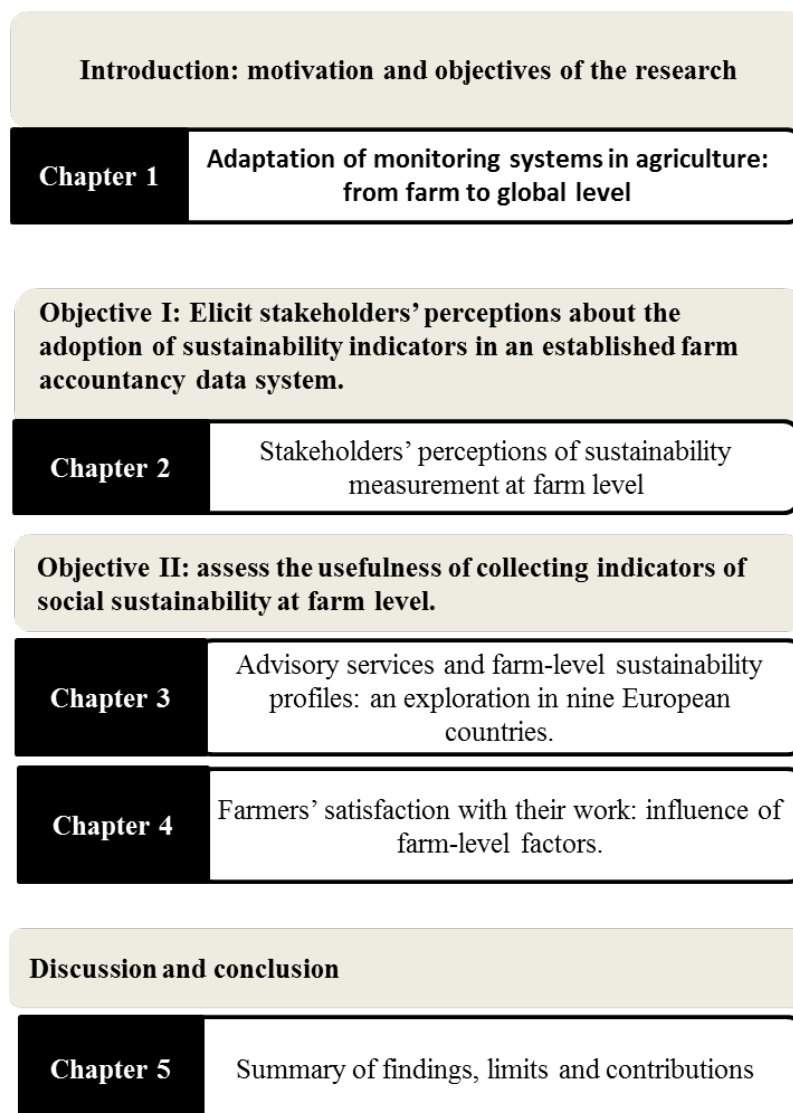 Introduction: motivation and objectives of the research
Chapter 1
Adaptation of monitoring systems in agriculture:
from farm to global level
Objective I: Elicit stakeholders' perceptions about the
adoption of sustainability indicators in an established farm
accountancy data system.
Chapter 2
Stakeholders' perceptions of sustainability
measurement at farm level
Objective II: assess the usefulness of collecting indicators of
social sustainability at farm level.
Chapter 3
Advisory services and farm-level sustainability
profiles: an exploration in nine European
countries.
Chapter 4
Farmers' satisfaction with their work: influence of
farm-level factors.
Discussion and conclusion
Chapter 5
Summary of findings, limits and contributions